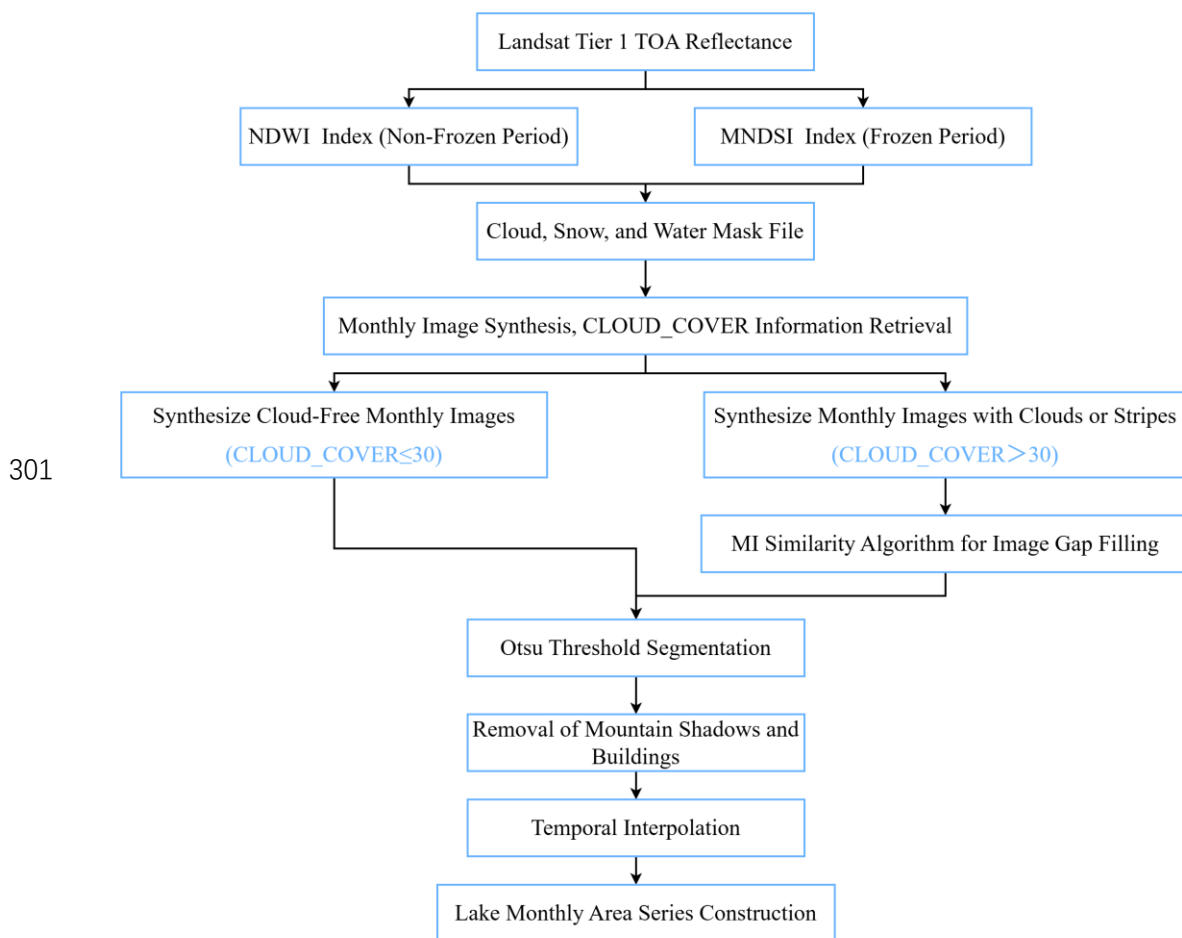 Landsat Tier 1 TOA Reflectance
NDWI Index (Non-Frozen Period)
MNDSI Index (Frozen Period)
Cloud, Snow, and Water Mask File
Monthly Image Synthesis, CLOUD_COVER Information Retrieval
Synthesize Cloud-Free Monthly Images
(CLOUD_COVER≤30)
Synthesize Monthly Images with Clouds or Stripes
(CLOUD_COVER＞30)
301
MI Similarity Algorithm for Image Gap Filling
Otsu Threshold Segmentation
Removal of Mountain Shadows and
Buildings
Temporal Interpolation
Lake Monthly Area Series Construction